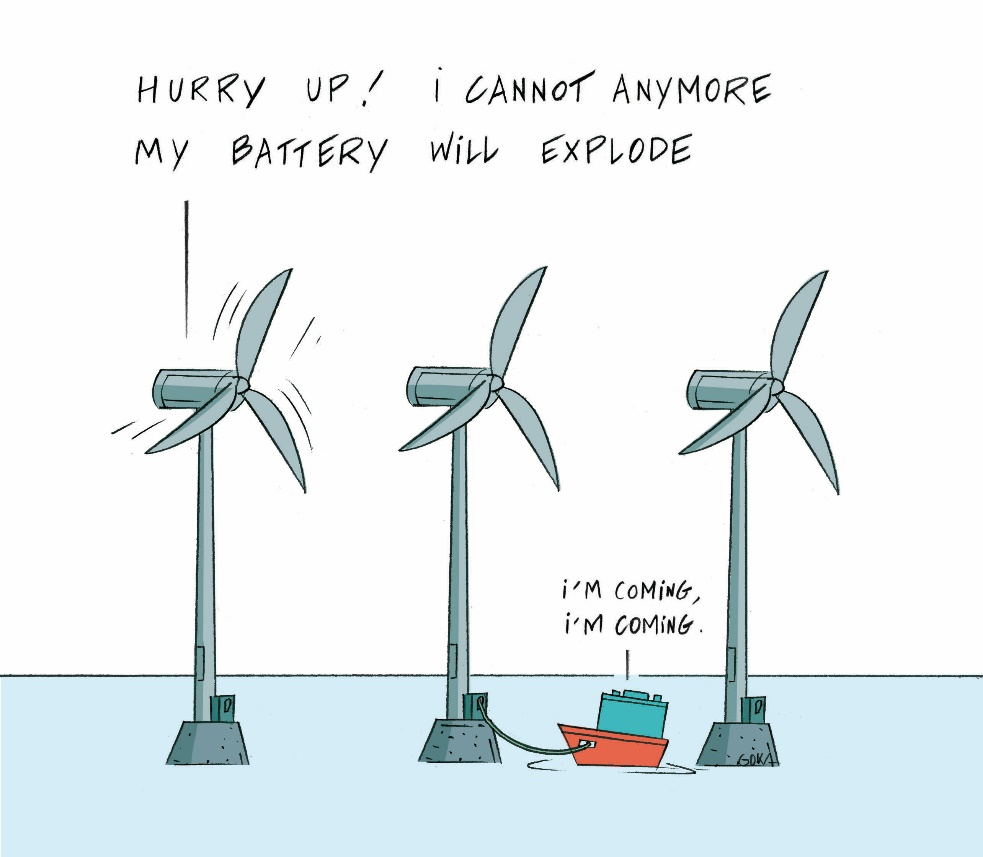 HURRY UP! i CANNOT ANYMORE
MY BATTERY WiLL EXPLODE
i'M COMiNG,
i'M COMiNG.
GOKA